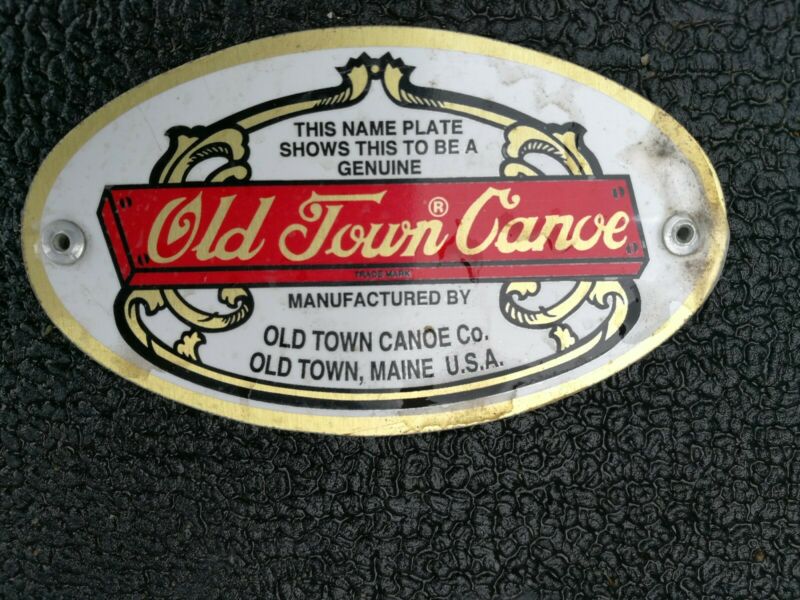 THIS NAME PLATE
SHOWS THIS TO BE A
GENUINE
Old Town® Canoe
TRADE MARK
MANUFACTURED BY
OLD TOWN CANOE Co.
OLD TOWN, MAINE U.S.A.